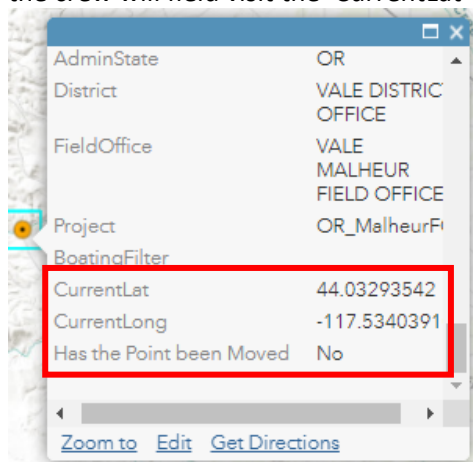 AdminState OR
District VALE DISTRIC
OFFICE
FieldOffice VALE
MALHEUR
FIELD OFFICE
Project OR_MalheurF
BoatingFilter
CurrentLat 44.03293542
CurrentLong -117.5340391
Has the Point been Moved No
Zoom to Edit Get Directions